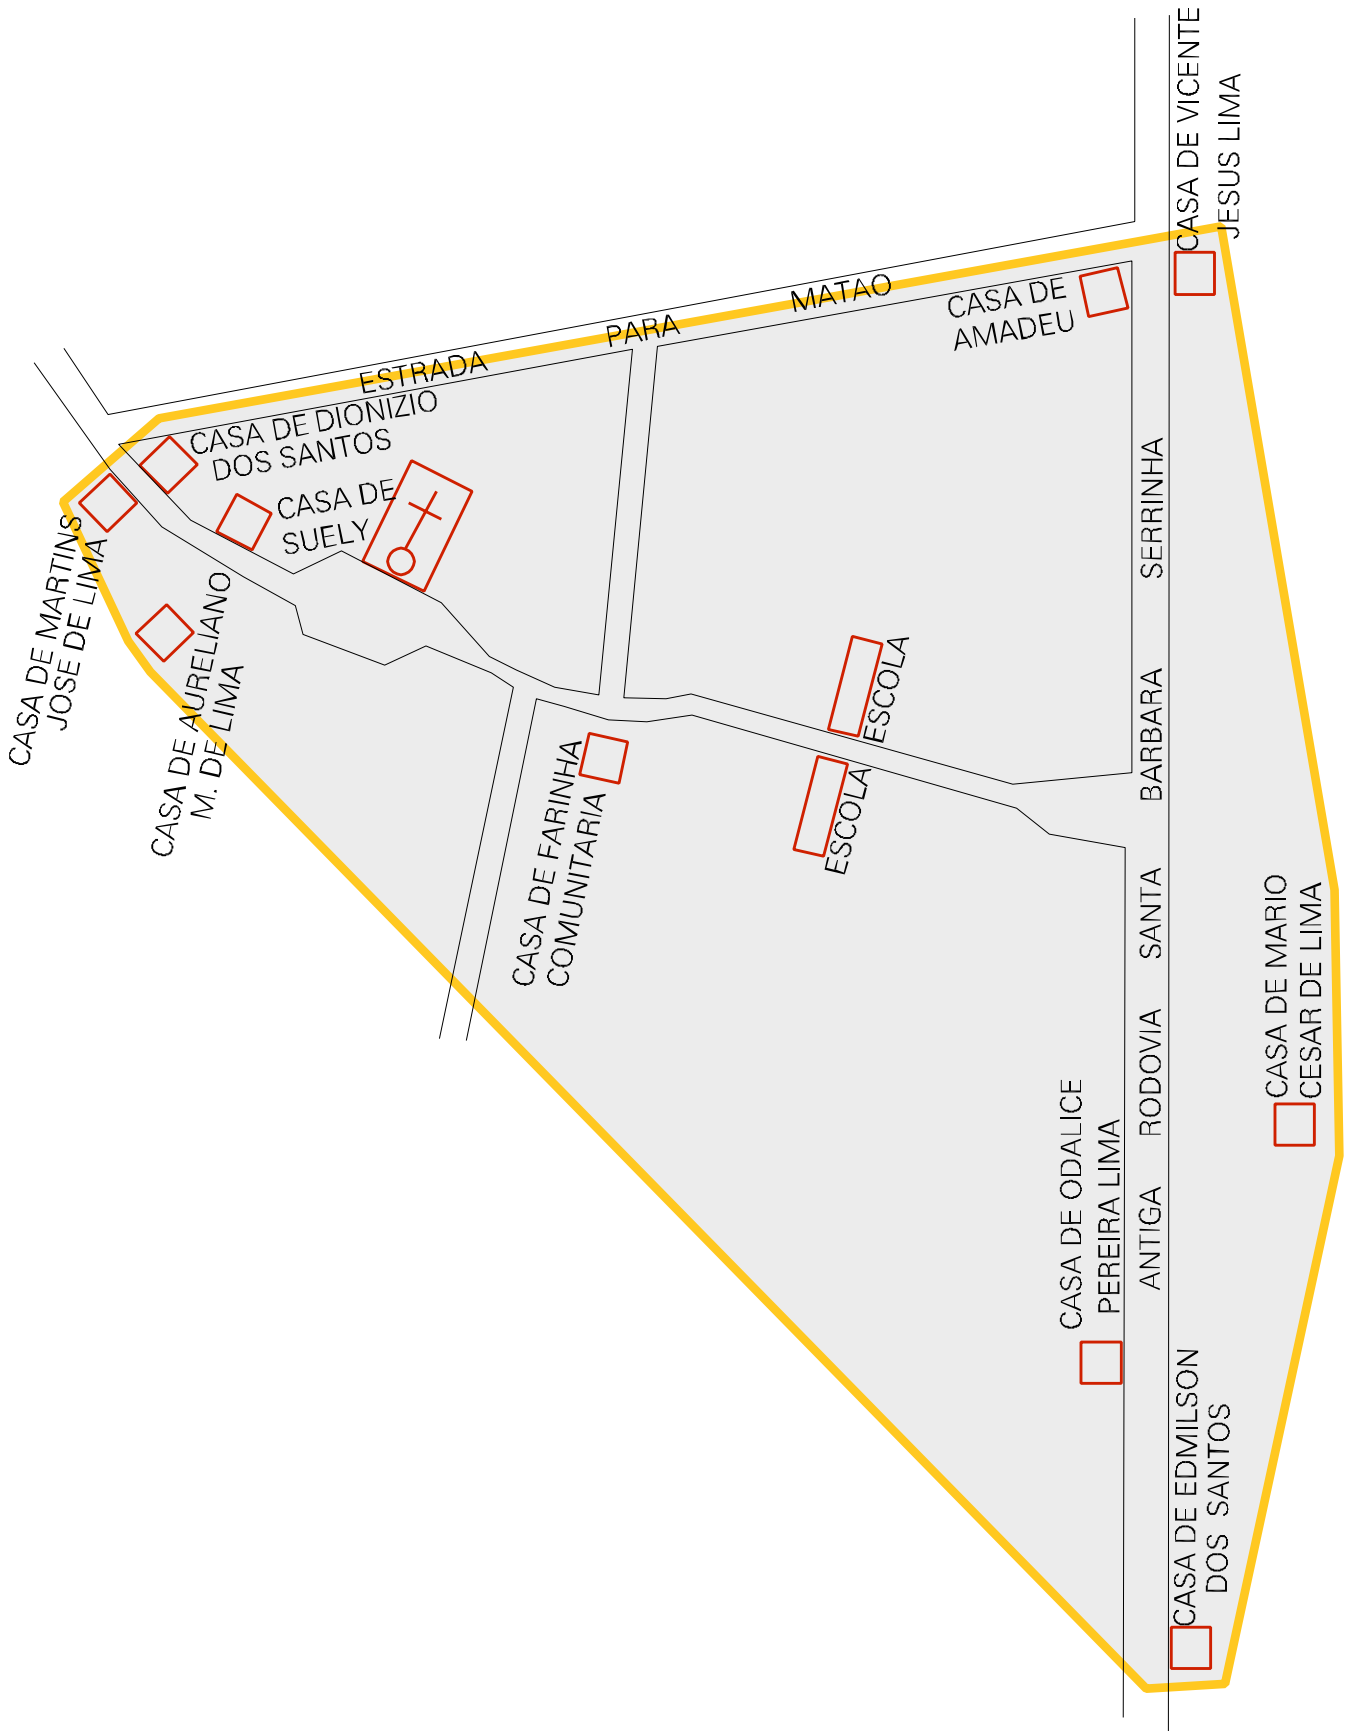 CASA DE VICENTE
JESUS LIMA
ESTRADA PARA MATAO
CASA DE
AMADEU
CASA DE DIONIZIO
DOS SANTOS
CASA DE
SUELY
CASA DE MARTINS
JOSE DE LIMA
CASA DE AURELIANO
M. DE LIMA
ESCOLA
ESCOLA
CASA DE FARINHA
COMUNITARIA
ANTIGA RODOVIA SANTA BARBARA SERRINHA
CASA DE MARIO
CESAR DE LIMA
CASA DE ODALICE
PEREIRA LIMA
CASA DE EDMILSON
DOS SANTOS